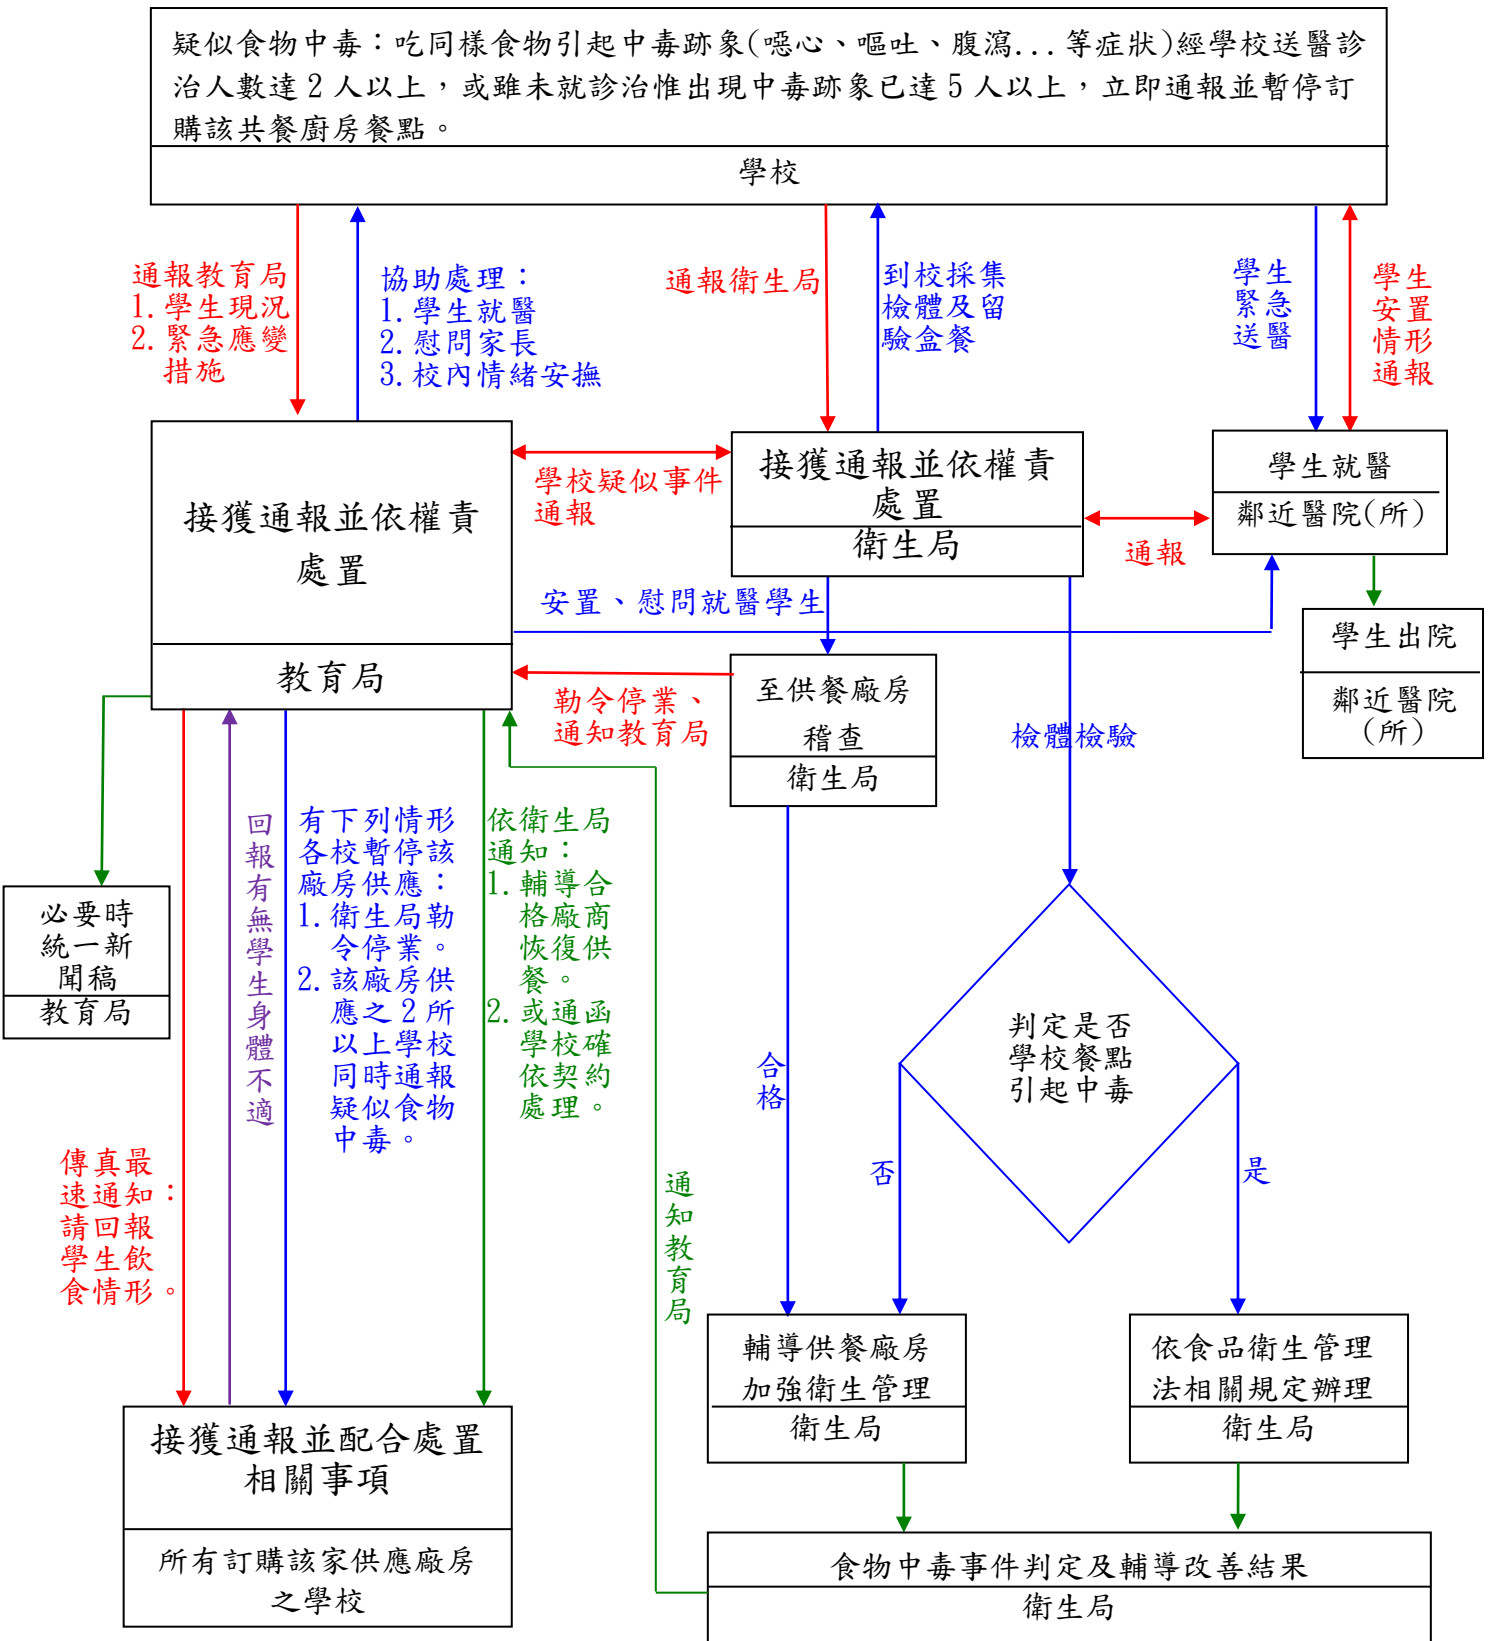 疑似食物中毒：吃同樣食物引起中毒跡象(噁心、嘔吐、腹瀉...等症狀)經學校送醫診
治人數達 2 人以上，或雖未就診治惟出現中毒跡象已達 5 人以上，立即通報並暫停訂
購該共餐廚房餐點。
學校
通報教育局
1.學生現況
2.緊急應變
措施
協助處理：
1.學生就醫
2.慰問家長
3.校內情緒安撫
通報衛生局
到校採集
檢體及留
驗盒餐
學生
緊急
送醫
學生
安置
情形
通報
接獲通報並依權責
處置
教育局
學校疑似事件
通報
接獲通報並依權責
處置
衛生局
通報
學生就醫
鄰近醫院(所)
安置、慰問就醫學生
學生出院
鄰近醫院
(所)
勒令停業、
通知教育局
至供餐廠房
稽查
衛生局
檢體檢驗
必要時
統一新
聞稿
教育局
回報有無學生身體不適
有下列情形
各校暫停該
廠房供應：
1.衛生局勒
令停業。
2.該廠房供
應之 2 所
以上學校
同時通報
疑似食物
中毒。
依衛生局
通知：
1.輔導合
格廠商
恢復供
餐。
2.或通函
學校確
依契約
處理。
合格
判定是否
學校餐點
引起中毒
否
是
傳真最
速通知：
請回報
學生飲
食情形。
通知教育局
輔導供餐廠房
加強衛生管理
衛生局
依食品衛生管理
法相關規定辦理
衛生局
接獲通報並配合處置
相關事項
所有訂購該家供應廠房
之學校
食物中毒事件判定及輔導改善結果
衛生局